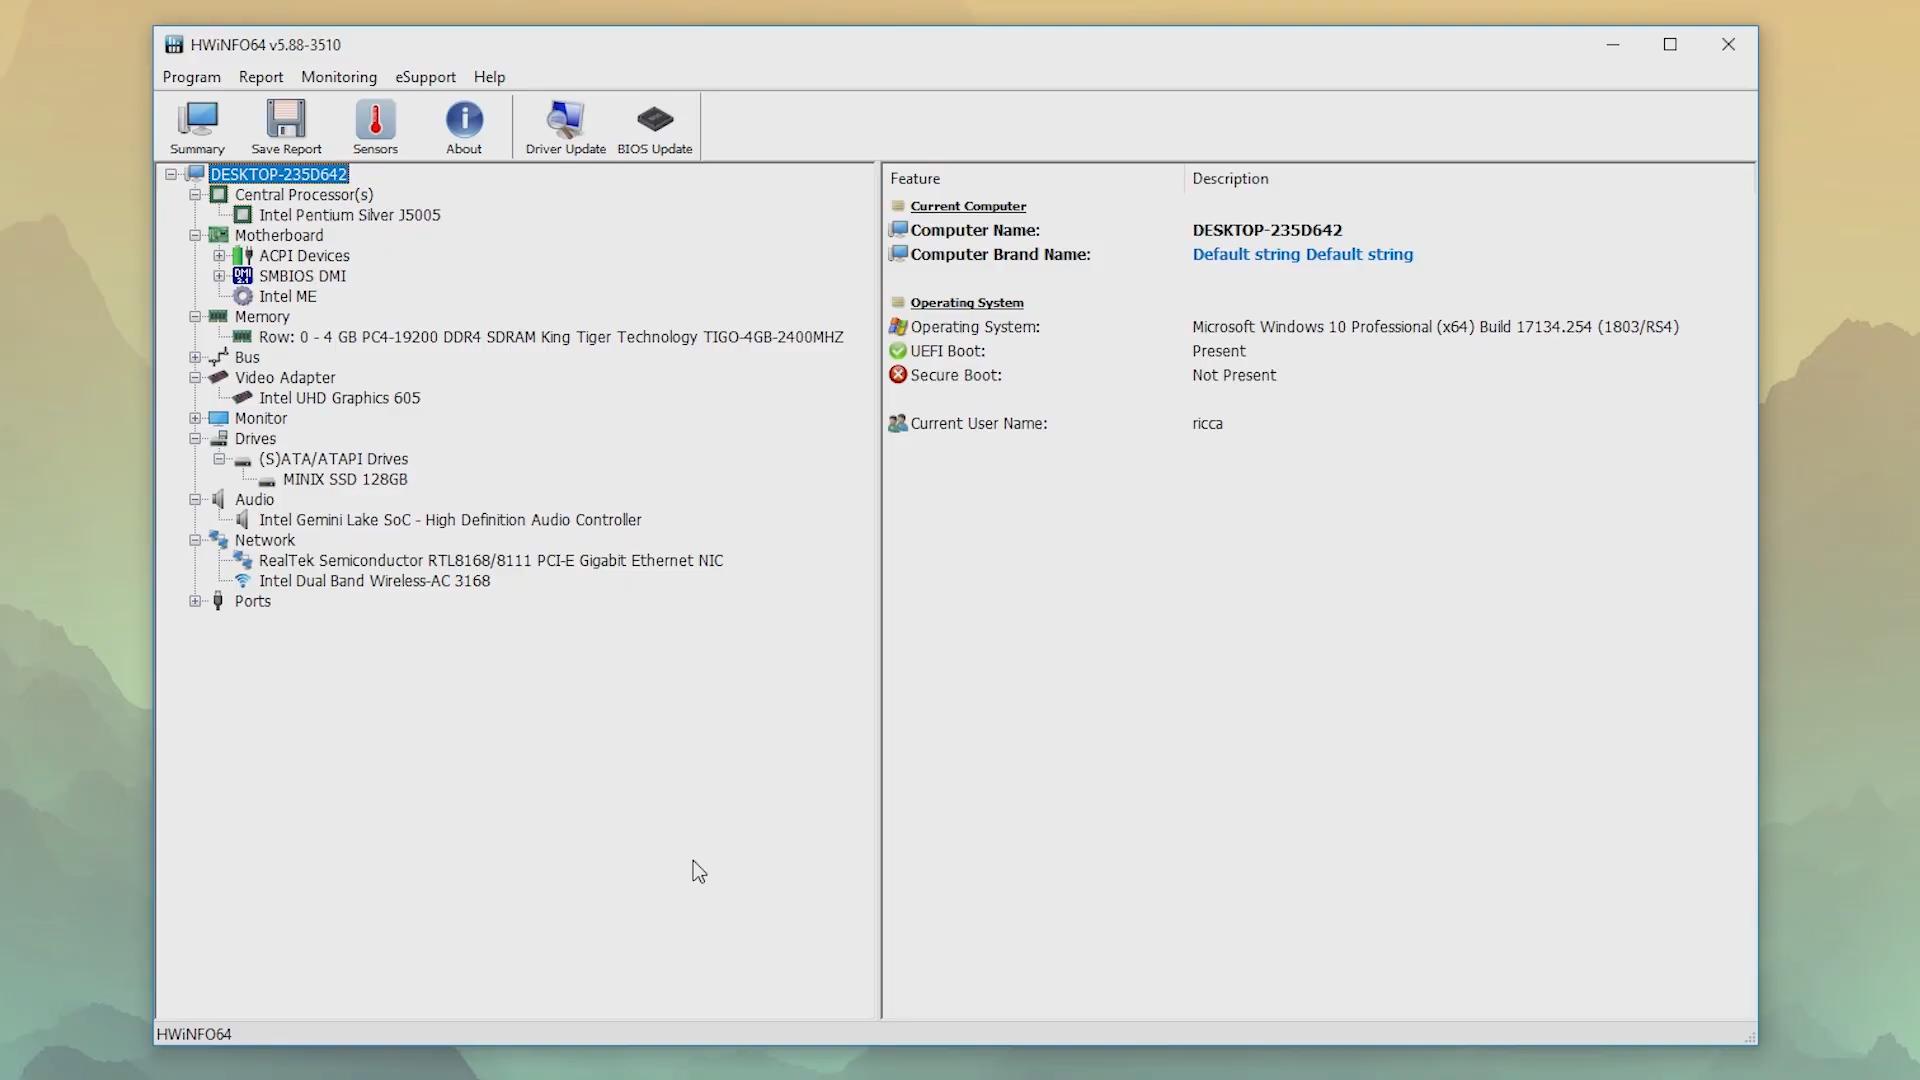 HWiNFO64 v5.88-3510
Program Report Monitoring eSupport Help
Summary Save Report Sensors About Driver Update BIOS Update
DESKTOP-235D642
Central Processor(s)
Intel Pentium Silver J5005
Motherboard
ACPI Devices
DMI 2.1 SMBIOS DMI
Intel ME
Memory
Row: 0 - 4 GB PC4-19200 DDR4 SDRAM King Tiger Technology TIGO-4GB-2400MHZ
Bus
Video Adapter
Intel UHD Graphics 605
Monitor
Drives
(S)ATA/ATAPI Drives
MINIX SSD 128GB
Audio
Intel Gemini Lake SoC - High Definition Audio Controller
Network
RealTek Semiconductor RTL8168/8111 PCI-E Gigabit Ethernet NIC
Intel Dual Band Wireless-AC 3168
Ports
Feature Description
Current Computer
Computer Name: DESKTOP-235D642
Computer Brand Name: Default string Default string
Operating System
Operating System: Microsoft Windows 10 Professional (x64) Build 17134.254 (1803/RS4)
UEFI Boot: Present
Secure Boot: Not Present
Current User Name: ricca
HWiNFO64